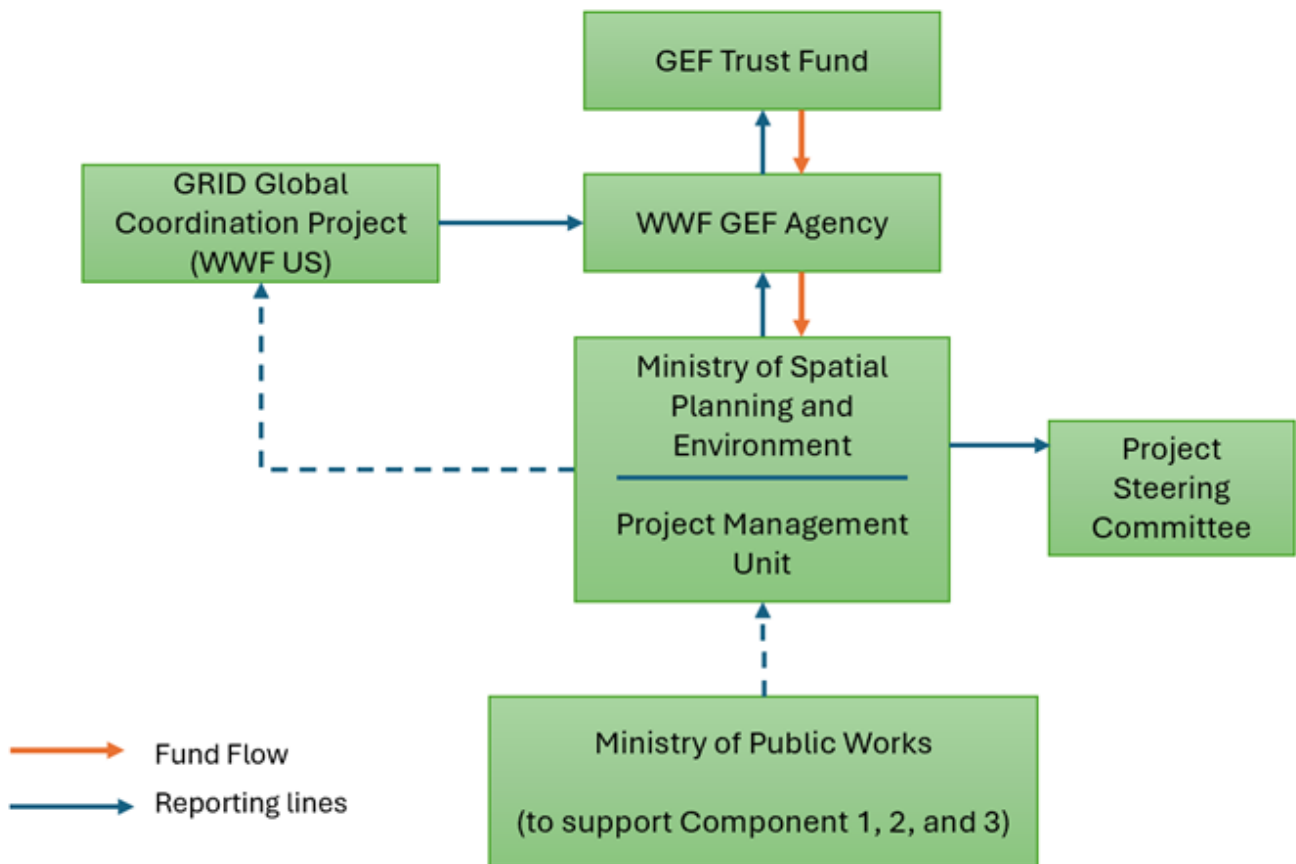 GEF Trust Fund
GRID Global
Coordination Project
(WWF US)
WWF GEF Agency
Ministry of Spatial
Planning and
Environment
Project Management
Unit
Project
Steering
Committee
Ministry of Public Works
(to support Component 1, 2, and 3)
Fund Flow
Reporting lines